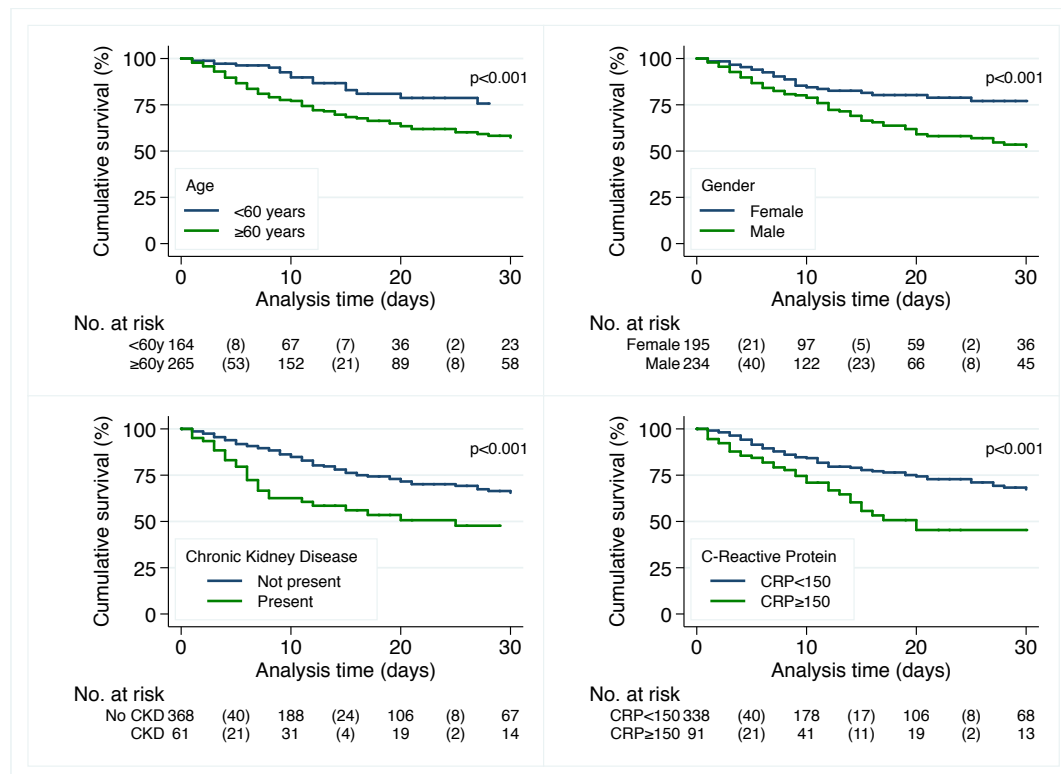 Cumulative survival (%)
100
75
50
25
0
p<0.001
Age
<60 years
≥60 years
0 10 20 30
Analysis time (days)
No. at risk
<60y 164 (8) 67 (7) 36 (2) 23
≥60y 265 (53) 152 (21) 89 (8) 58
Cumulative survival (%)
100
75
50
25
0
p<0.001
Gender
Female
Male
0 10 20 30
Analysis time (days)
No. at risk
Female 195 (21) 97 (5) 59 (2) 36
Male 234 (40) 122 (23) 66 (8) 45
Cumulative survival (%)
100
75
50
25
0
p<0.001
Chronic Kidney Disease
Not present
Present
0 10 20 30
Analysis time (days)
No. at risk
No CKD 368 (40) 188 (24) 106 (8) 67
CKD 61 (21) 31 (4) 19 (2) 14
Cumulative survival (%)
100
75
50
25
0
p<0.001
C-Reactive Protein
CRP<150
CRP≥150
0 10 20 30
Analysis time (days)
No. at risk
CRP<150 338 (40) 178 (17) 106 (8) 68
CRP≥150 91 (21) 41 (11) 19 (2) 13